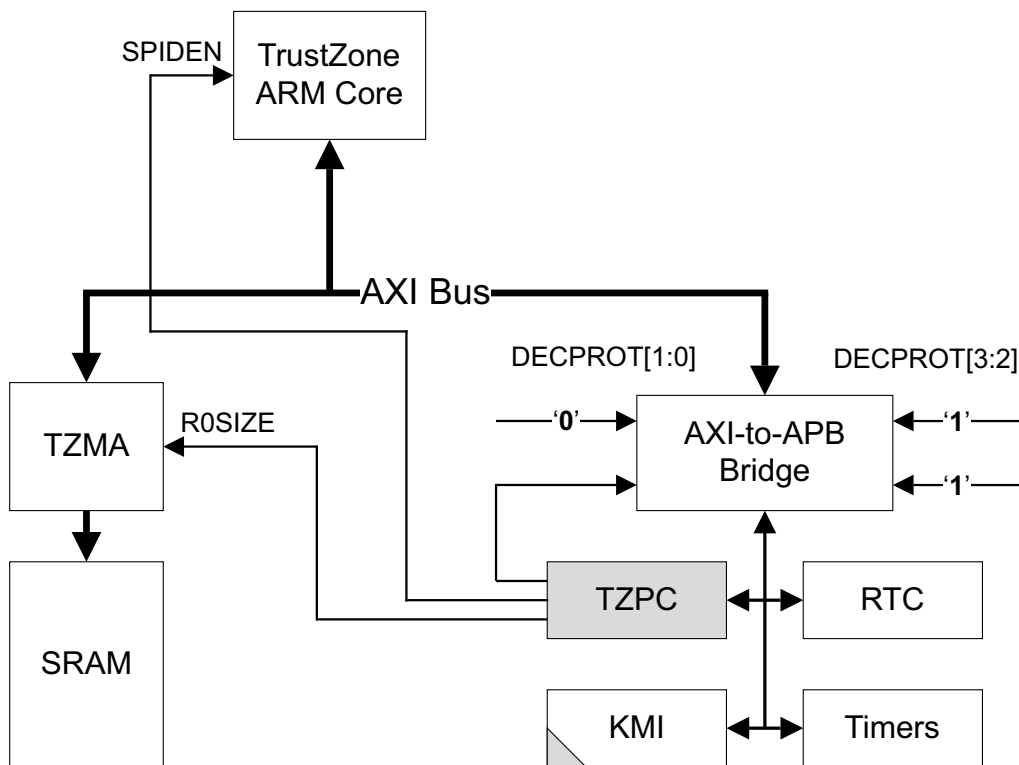 SPIDEN
TrustZone
ARM Core
AXI Bus
DECPROT[1:0]
DECPROT[3:2]
R0SIZE
TZMA
‘0’
AXI-to-APB
Bridge
‘1’
‘1’
SRAM
TZPC
RTC
KMI
Timers